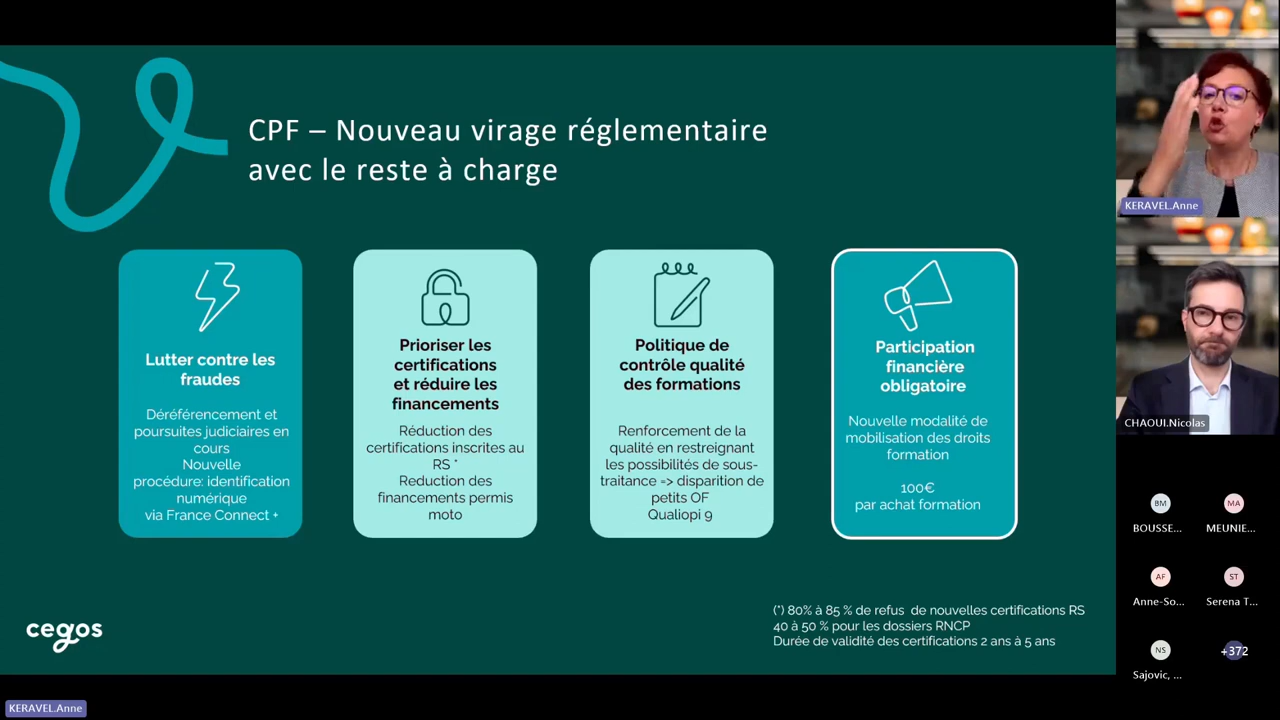 CPF – Nouveau virage réglementaire
avec le reste à charge
Lutter contre les
fraudes
Déréférencement et
poursuites judiciaires en
cours
Nouvelle
procédure: identification
numérique
via France Connect +
Prioriser les
certifications
et réduire les
financements
Réduction des
certifications inscrites au
RS *
Reduction des
financements permis
moto
Politique de
contrôle qualité
des formations
Renforcement de la
qualité en restreignant
les possibilités de sous-
traitance => disparition de
petits OF
Qualiopi 9
Participation
financière
obligatoire
Nouvelle modalité de
mobilisation des droits
formation
100€
par achat formation
(*) 80% à 85 % de refus de nouvelles certifications RS
40 à 50 % pour les dossiers RNCP
Durée de validité des certifications 2 ans à 5 ans
cegos
KERAVEL.Anne
KERAVEL.Anne
CHAOUI.Nicolas
BM
MA
BOUSSE...
MEUNIE...
AF
ST
Anne-So...
Serena T...
NS
+372
Sajovic, ...